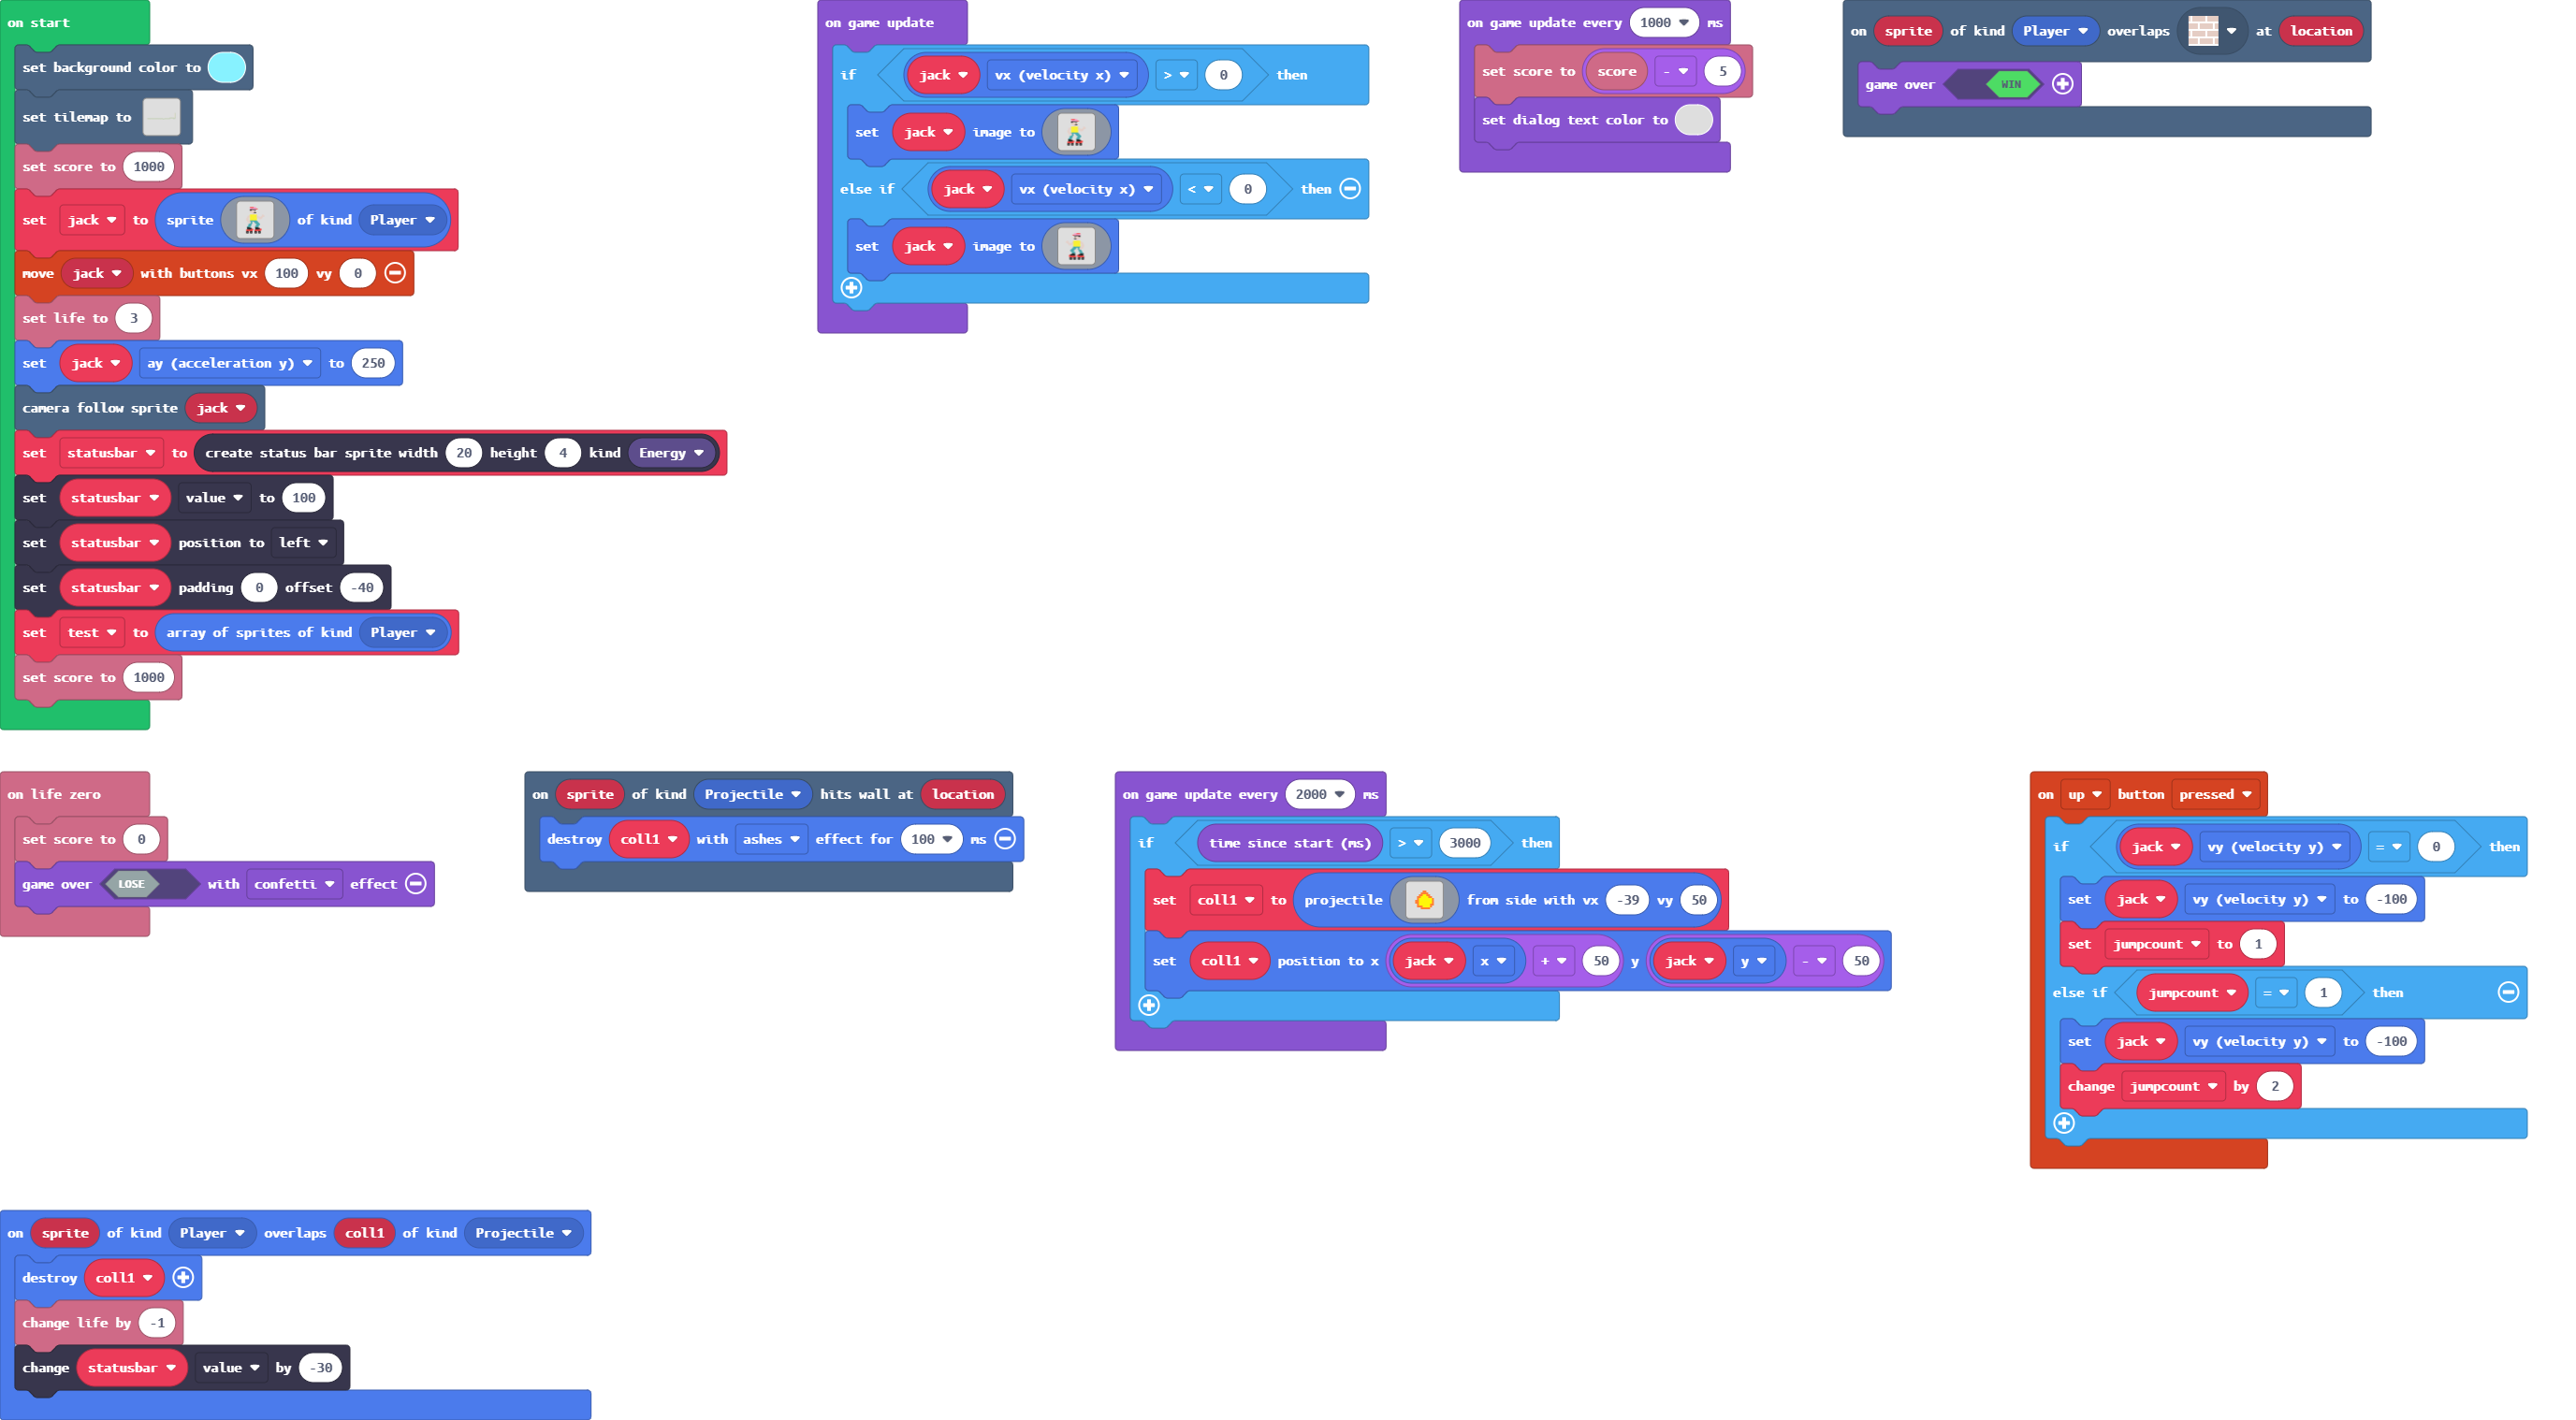 on start
set background color to
set tilemap to
set score to 1000
set jack to sprite of kind Player
move jack with buttons vx 100 vy 0
set life to 3
set jack ay (acceleration y) to 250
camera follow sprite jack
set statusbar to create status bar sprite width 20 height 4 kind Energy
set statusbar value to 100
set statusbar position to left
set statusbar padding 0 offset -40
set test to array of sprites of kind Player
set score to 1000
on game update
if jack vx (velocity x) > 0 then
set jack image to
else if jack vx (velocity x) < 0 then
set jack image to
on game update every 1000 ms
set score to score - 5
set dialog text color to
on sprite of kind Player overlaps at location
game over WIN
on life zero
set score to 0
game over LOSE with confetti effect
on sprite of kind Projectile hits wall at location
destroy coll1 with ashes effect for 100 ms
on game update every 2000 ms
if time since start (ms) > 3000 then
set coll1 to projectile from side with vx -39 vy 50
set coll1 position to x jack x + 50 y jack y - 50
on up button pressed
if jack vy (velocity y) = 0 then
set jack vy (velocity y) to -100
set jumpcount to 1
else if jumpcount = 1 then
set jack vy (velocity y) to -100
change jumpcount by 2
on sprite of kind Player overlaps coll1 of kind Projectile
destroy coll1
change life by -1
change statusbar value by -30